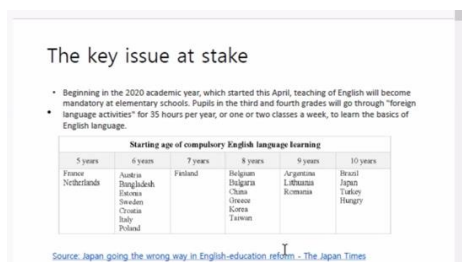 The key issue at stake
• Beginning in the 2020 academic year, which started this April, teaching of English will become
mandatory at elementary schools. Pupils in the third and fourth grades will go through "foreign
• language activities" for 35 hours per year, or one or two classes a week, to learn the basics of
English language.
Starting age of compulsory English language learning
5 years 6 years 7 years 8 years 9 years 10 years
France Austria Finland Belgium Argentina Brazil
Netherlands Bangladesh Bulgaria Lithuania Japan
Estonia China Romania Turkey
Sweden Greece Hungry
Croatia Korea
Italy Taiwan
Poland
Source: Japan going the wrong way in English-education reform - The Japan Times